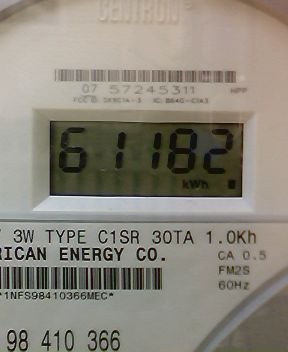 CENTRON
07 57245311
61182
kWh
3W TYPE C1SR 30TA 1.0Kh
RICAN ENERGY CO.
CA 0.5
FM2S
60Hz
*1NFS98410366MEC*
98 410 366